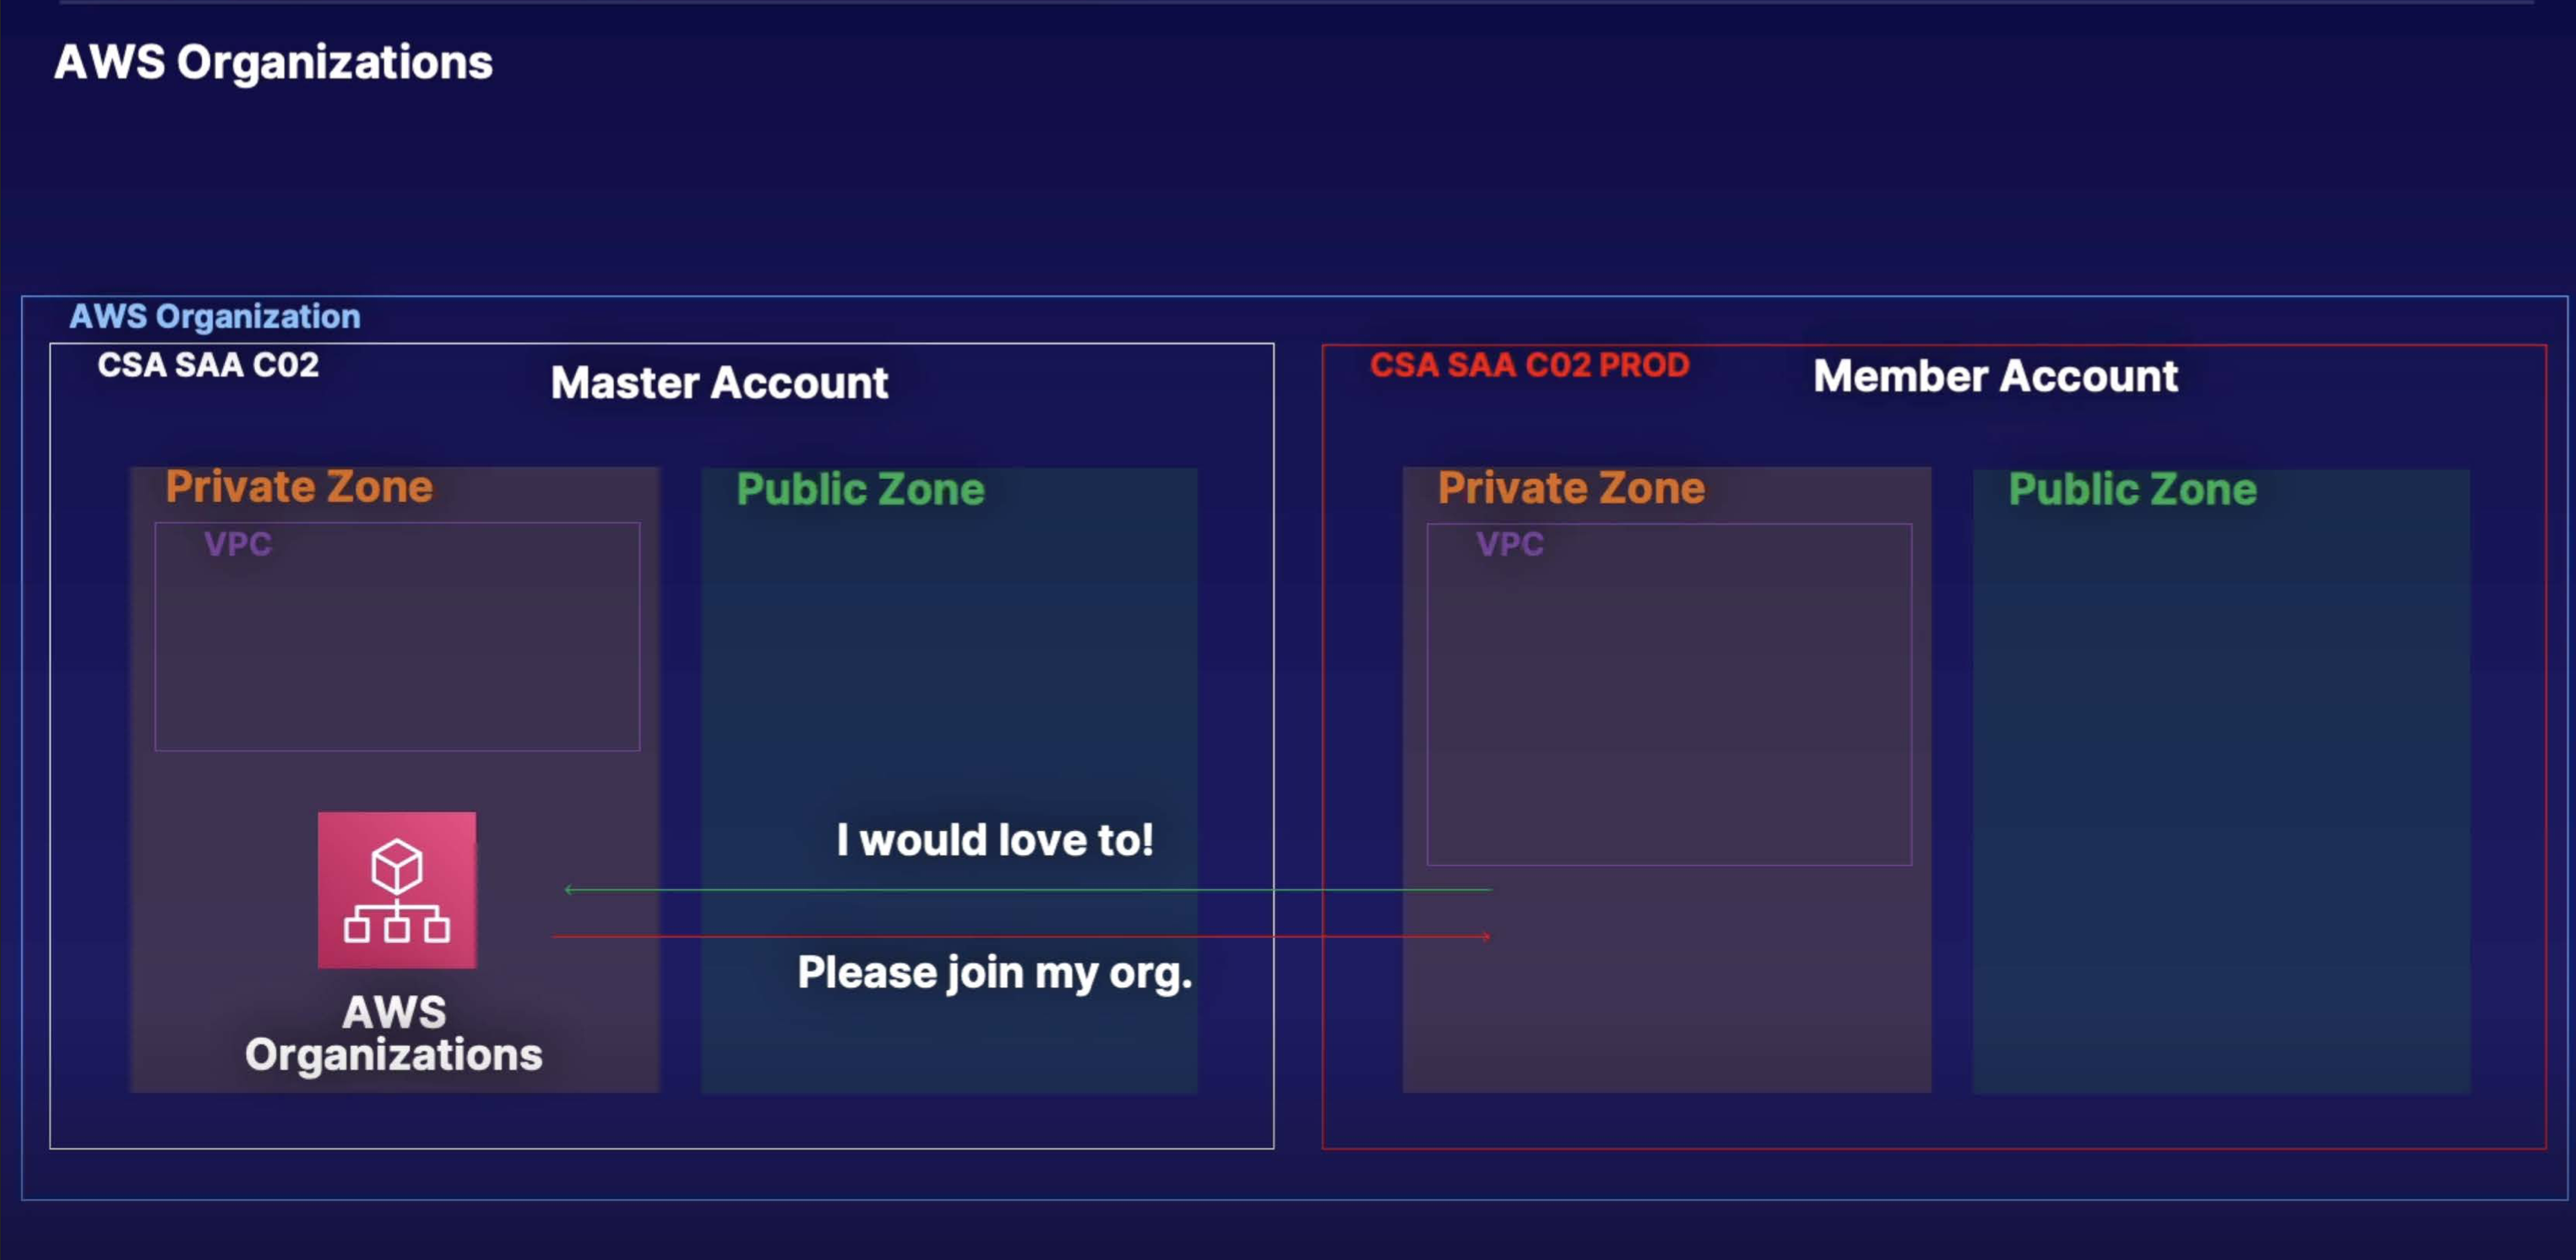 AWS Organizations
AWS Organization
CSA SAA C02
Master Account
Private Zone
VPC
Public Zone
I would love to!
Please join my org.
AWS
Organizations
CSA SAA C02 PROD
Member Account
Private Zone
VPC
Public Zone